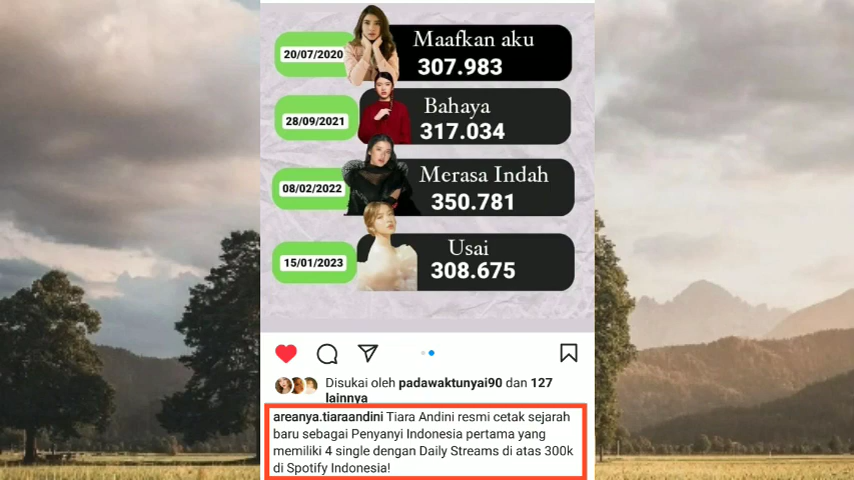 Maafkan aku
20/07/2020
307.983
Bahaya
28/09/2021
317.034
Merasa Indah
08/02/2022
350.781
Usai
15/01/2023
308.675
Disukai oleh padawaktunyai90 dan 127
lainnya
areanya.tiaraandini Tiara Andini resmi cetak sejarah
baru sebagai Penyanyi Indonesia pertama yang
memiliki 4 single dengan Daily Streams di atas 300k
di Spotify Indonesia!